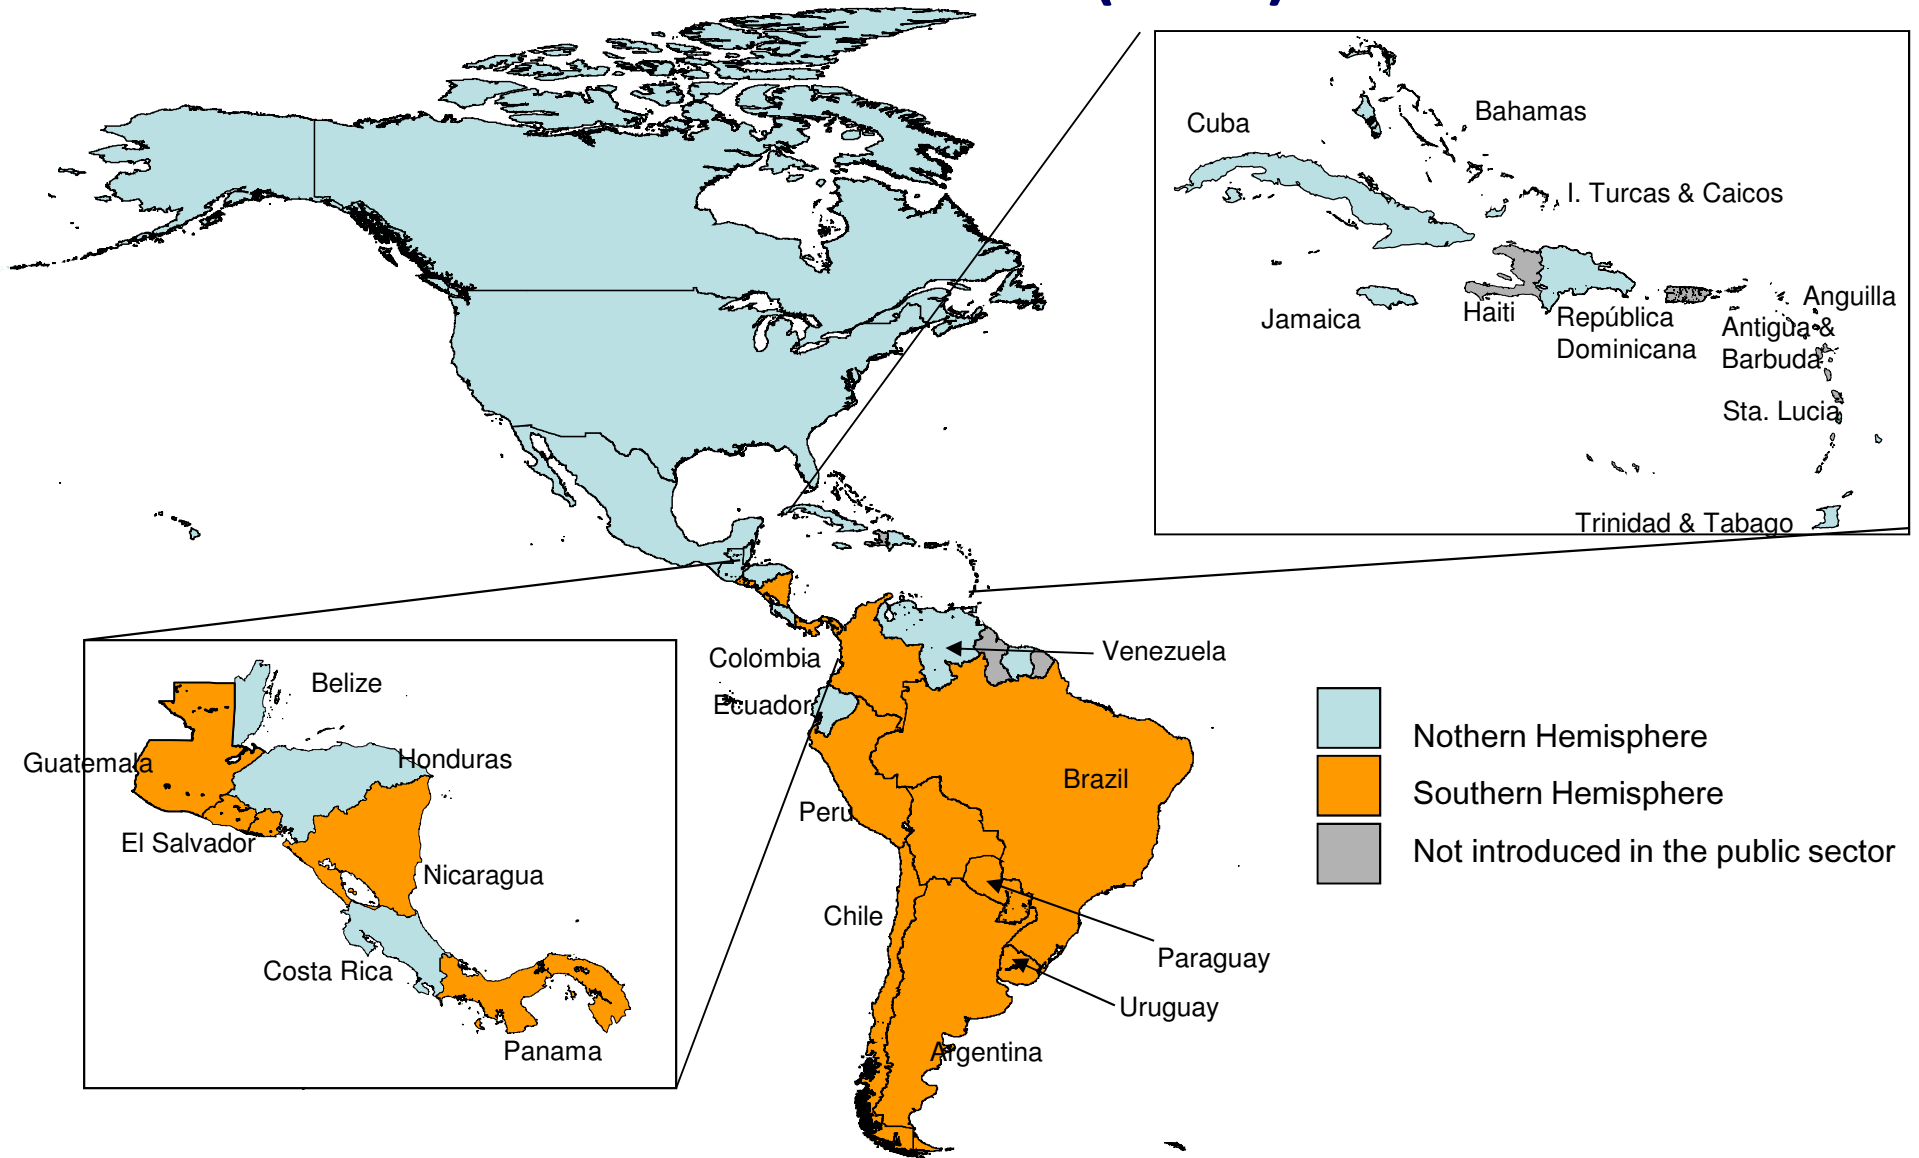 Cuba
Bahamas
I. Turcas & Caicos
Jamaica
Haiti
República
Dominicana
Anguilla
Antigua &
Barbuda
Sta. Lucia
Trinidad & Tabago
Colombia
Venezuela
Ecuador
Belize
Guatemala
Honduras
El Salvador
Nicaragua
Costa Rica
Panama
Peru
Brazil
Chile
Paraguay
Uruguay
Argentina
Nothern Hemisphere
Southern Hemisphere
Not introduced in the public sector